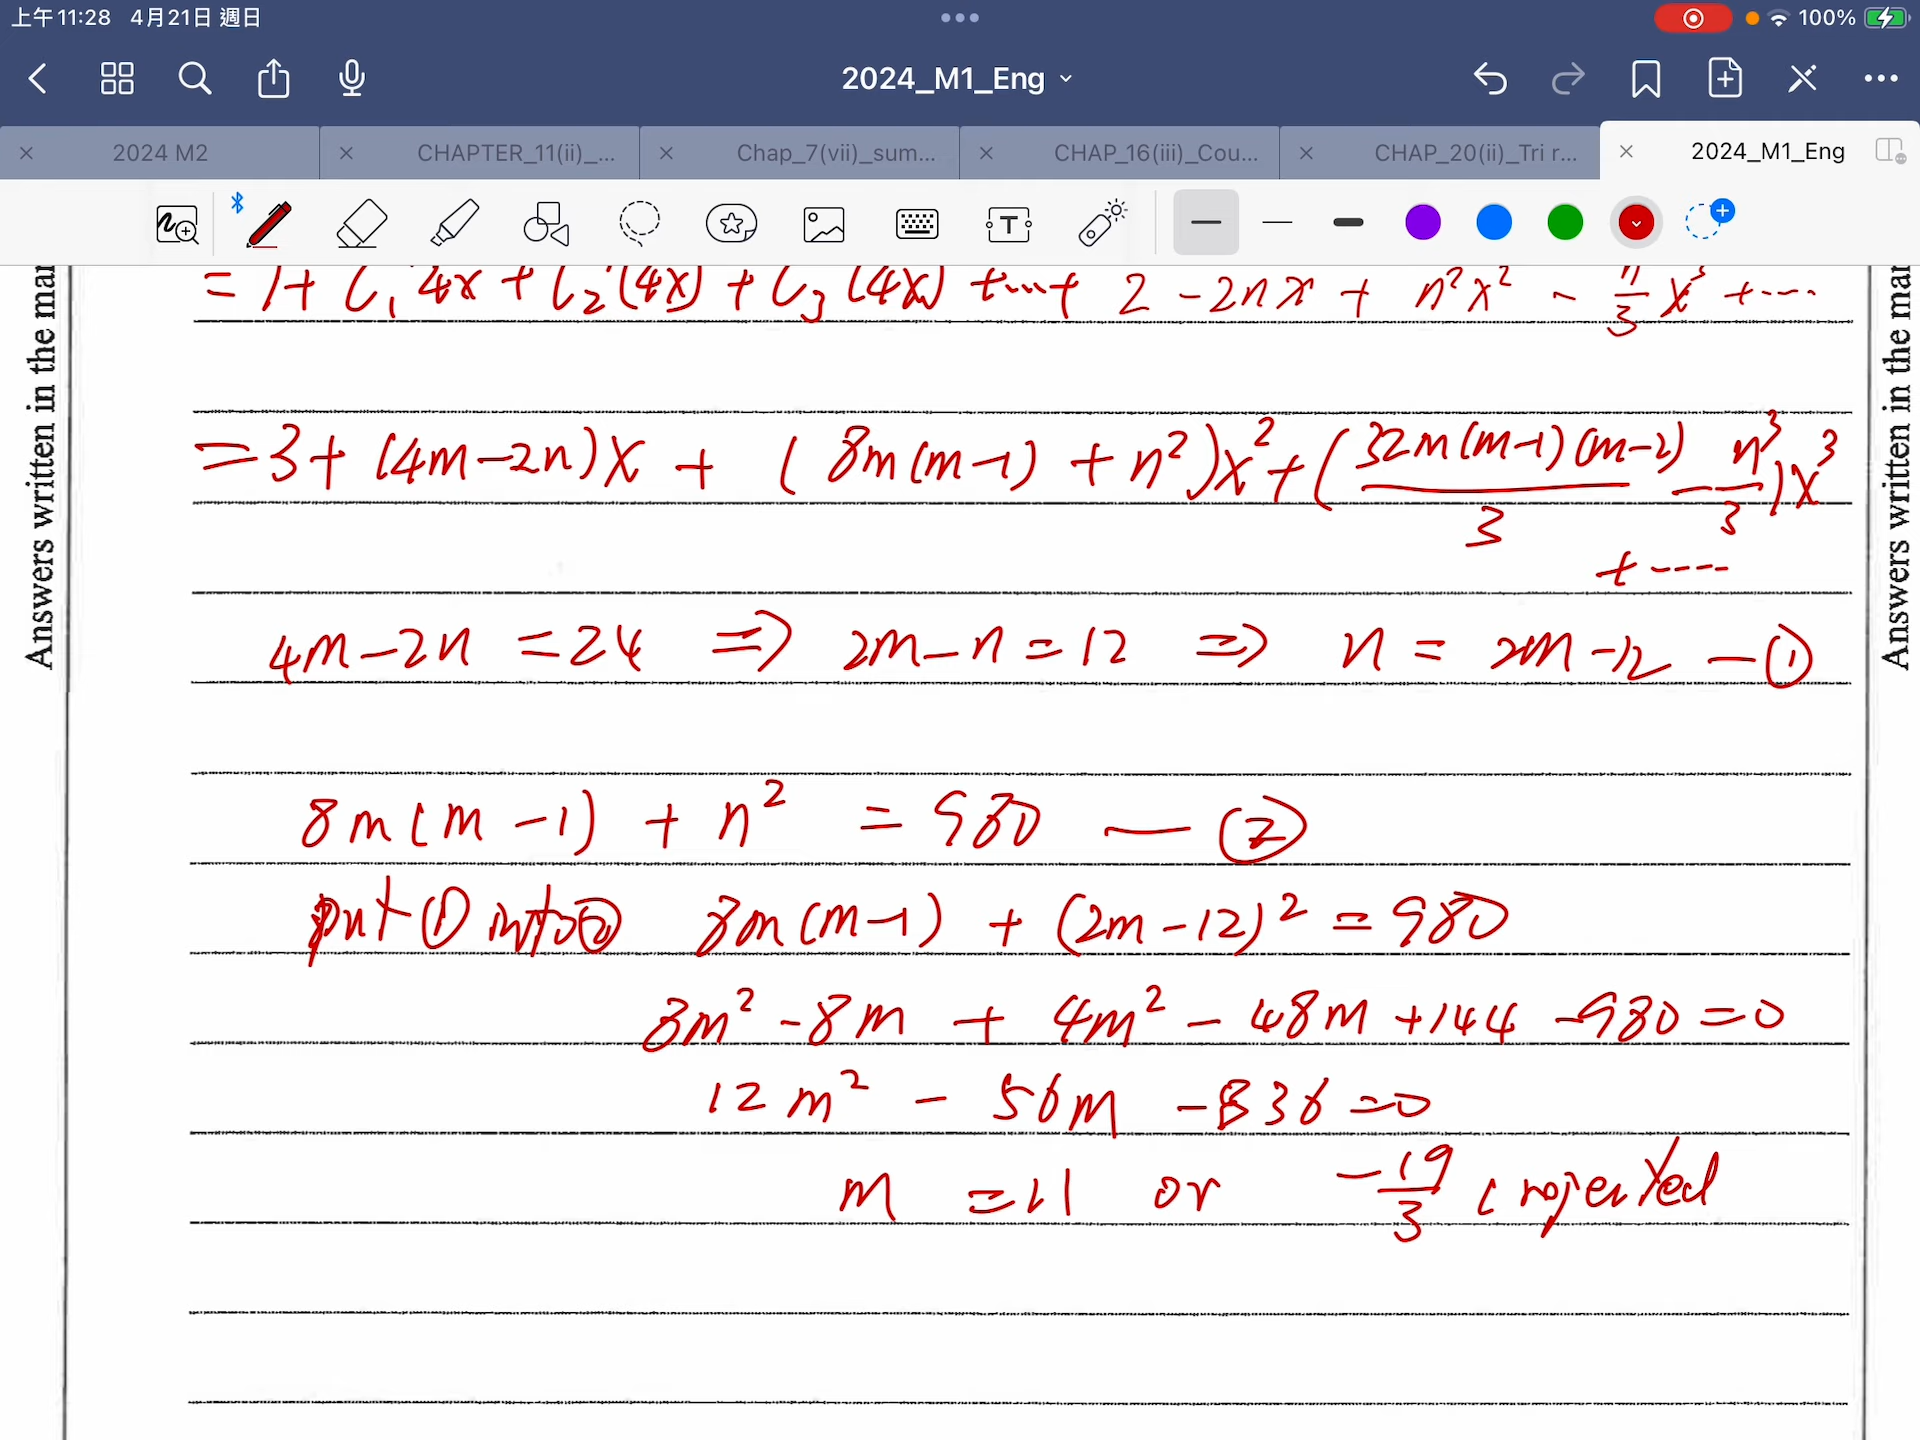 上午11:28 4月21日 週日 100%
2024_M1_Eng
2024 M2 CHAPTER_11(ii)_... Chap_7(vii)_sum... CHAP_16(iii)_Cou... CHAP_20(ii)_Tri r... 2024_M1_Eng
T
Answers written in the mar
= 1 + C₁ 4x + C₂ (4x) + C₃ (4x) + ... + 2 - 2nx + n²x² - n/3 x³ + ....
= 3 + (4m-2n)x + (8m(m-1) + n²)x² + (32m(m-1)(m-2)/3 - n³/3)x³
+ ----
4m-2n = 24 => 2m-n = 12 => n = 2m-12 —①
8m(m-1) + n² = 980 —②
put ① into② 8m(m-1) + (2m-12)² = 980
8m² - 8m + 4m² - 48m + 144 - 980 = 0
12m² - 56m - 836 = 0
m = 11 or -19/3 (rejected
Answers written in the mar